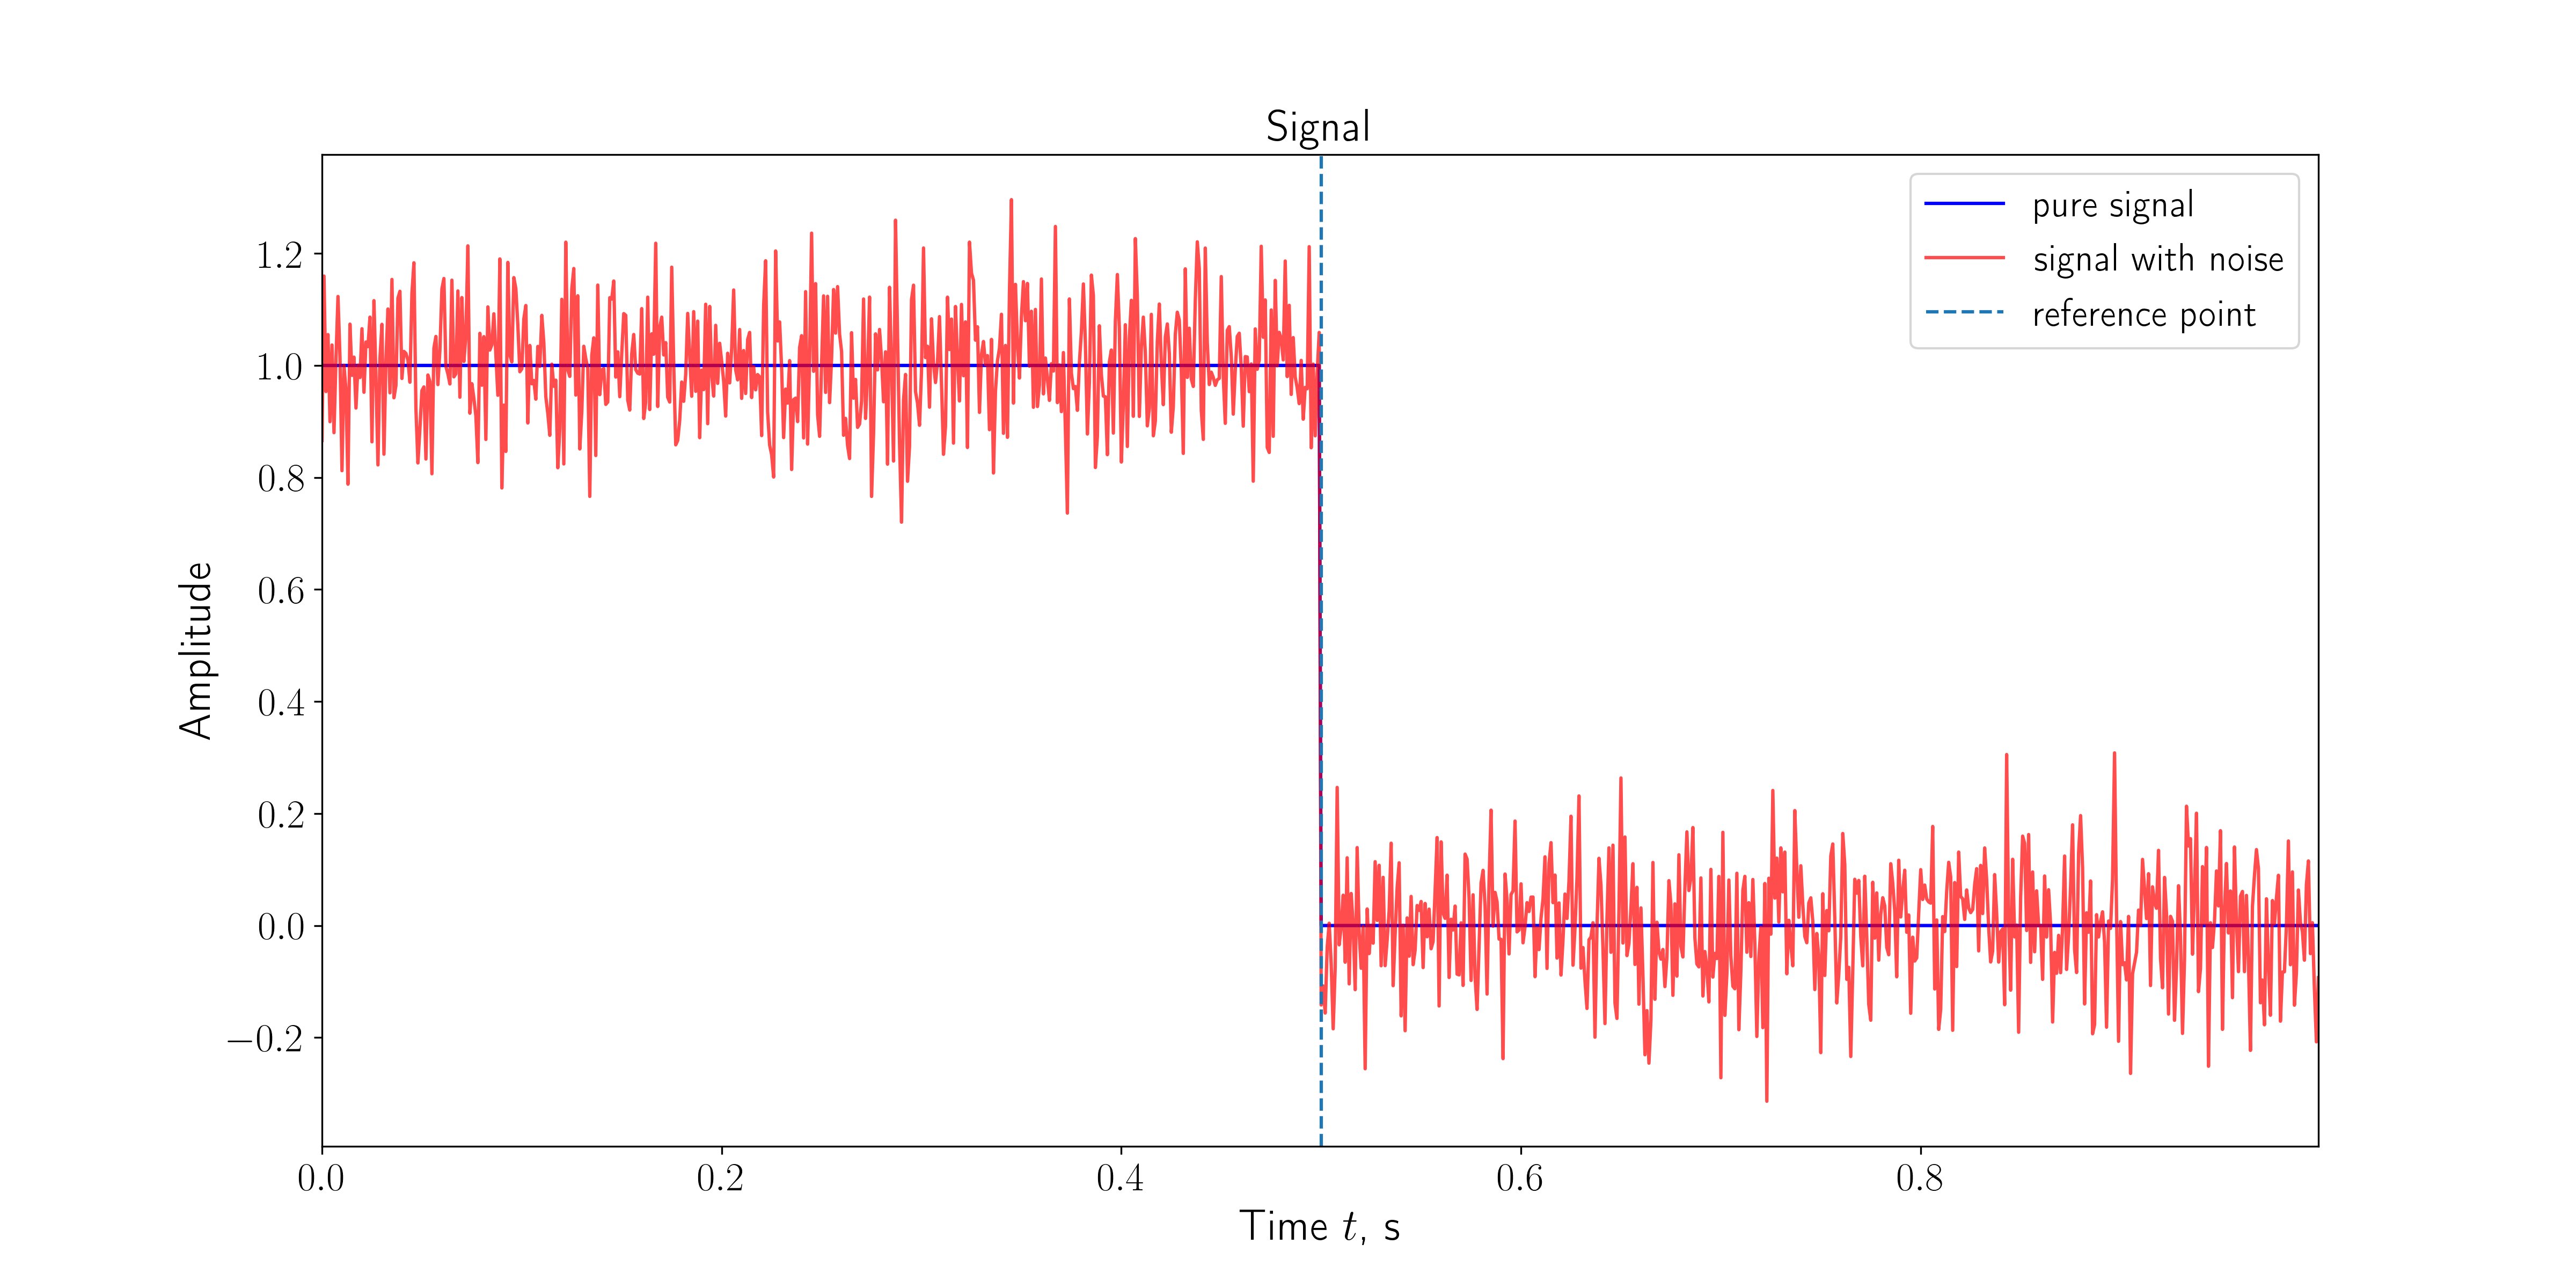 Signal
pure signal
signal with noise
reference point
1.2
1.0
0.8
0.6
0.4
0.2
0.0
−0.2
Amplitude
0.0 0.2 0.4 0.6 0.8
Time t, s